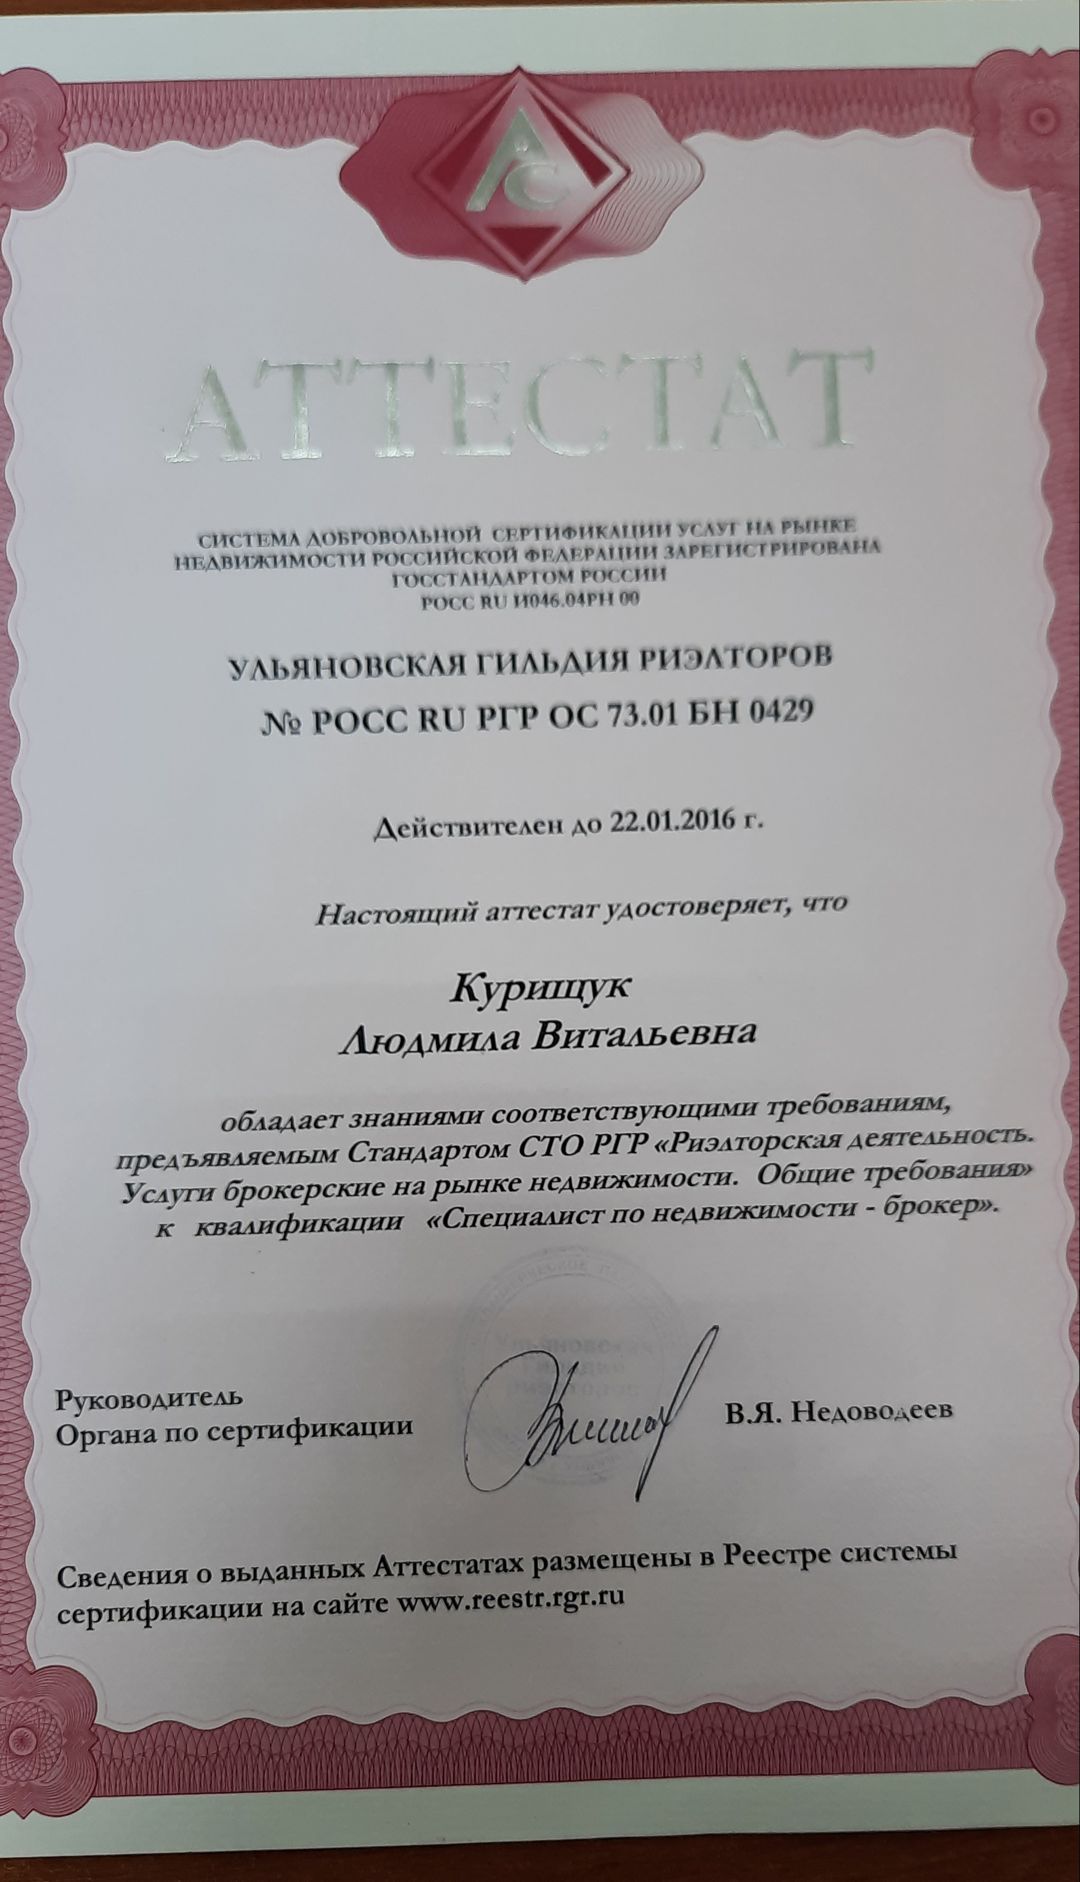 АС
АТТЕСТАТ
СИСТЕМА ДОБРОВОЛЬНОЙ СЕРТИФИКАЦИИ УСЛУГ НА РЫНКЕ
НЕДВИЖИМОСТИ РОССИЙСКОЙ ФЕДЕРАЦИИ ЗАРЕГИСТРИРОВАНА
ГОССТАНДАРТОМ РОССИИ
РОСС RU И046.04РН 00
УЛЬЯНОВСКАЯ ГИЛЬДИЯ РИЭЛТОРОВ
№ РОСС RU РГР ОС 73.01 БН 0429
Действителен до 22.01.2016 г.
Настоящий аттестат удостоверяет, что
Курищук
Людмила Витальевна
обладает знаниями соответствующими требованиям,
предъявляемым Стандартом СТО РГР «Риэлторская деятельность.
Услуги брокерские на рынке недвижимости. Общие требования»
к квалификации «Специалист по недвижимости - брокер».
Ульяновская
Руководитель
Органа по сертификации
В.Я. Недоводеев
Сведения о выданных Аттестатах размещены в Реестре системы
сертификации на сайте www.reestr.rgr.ru